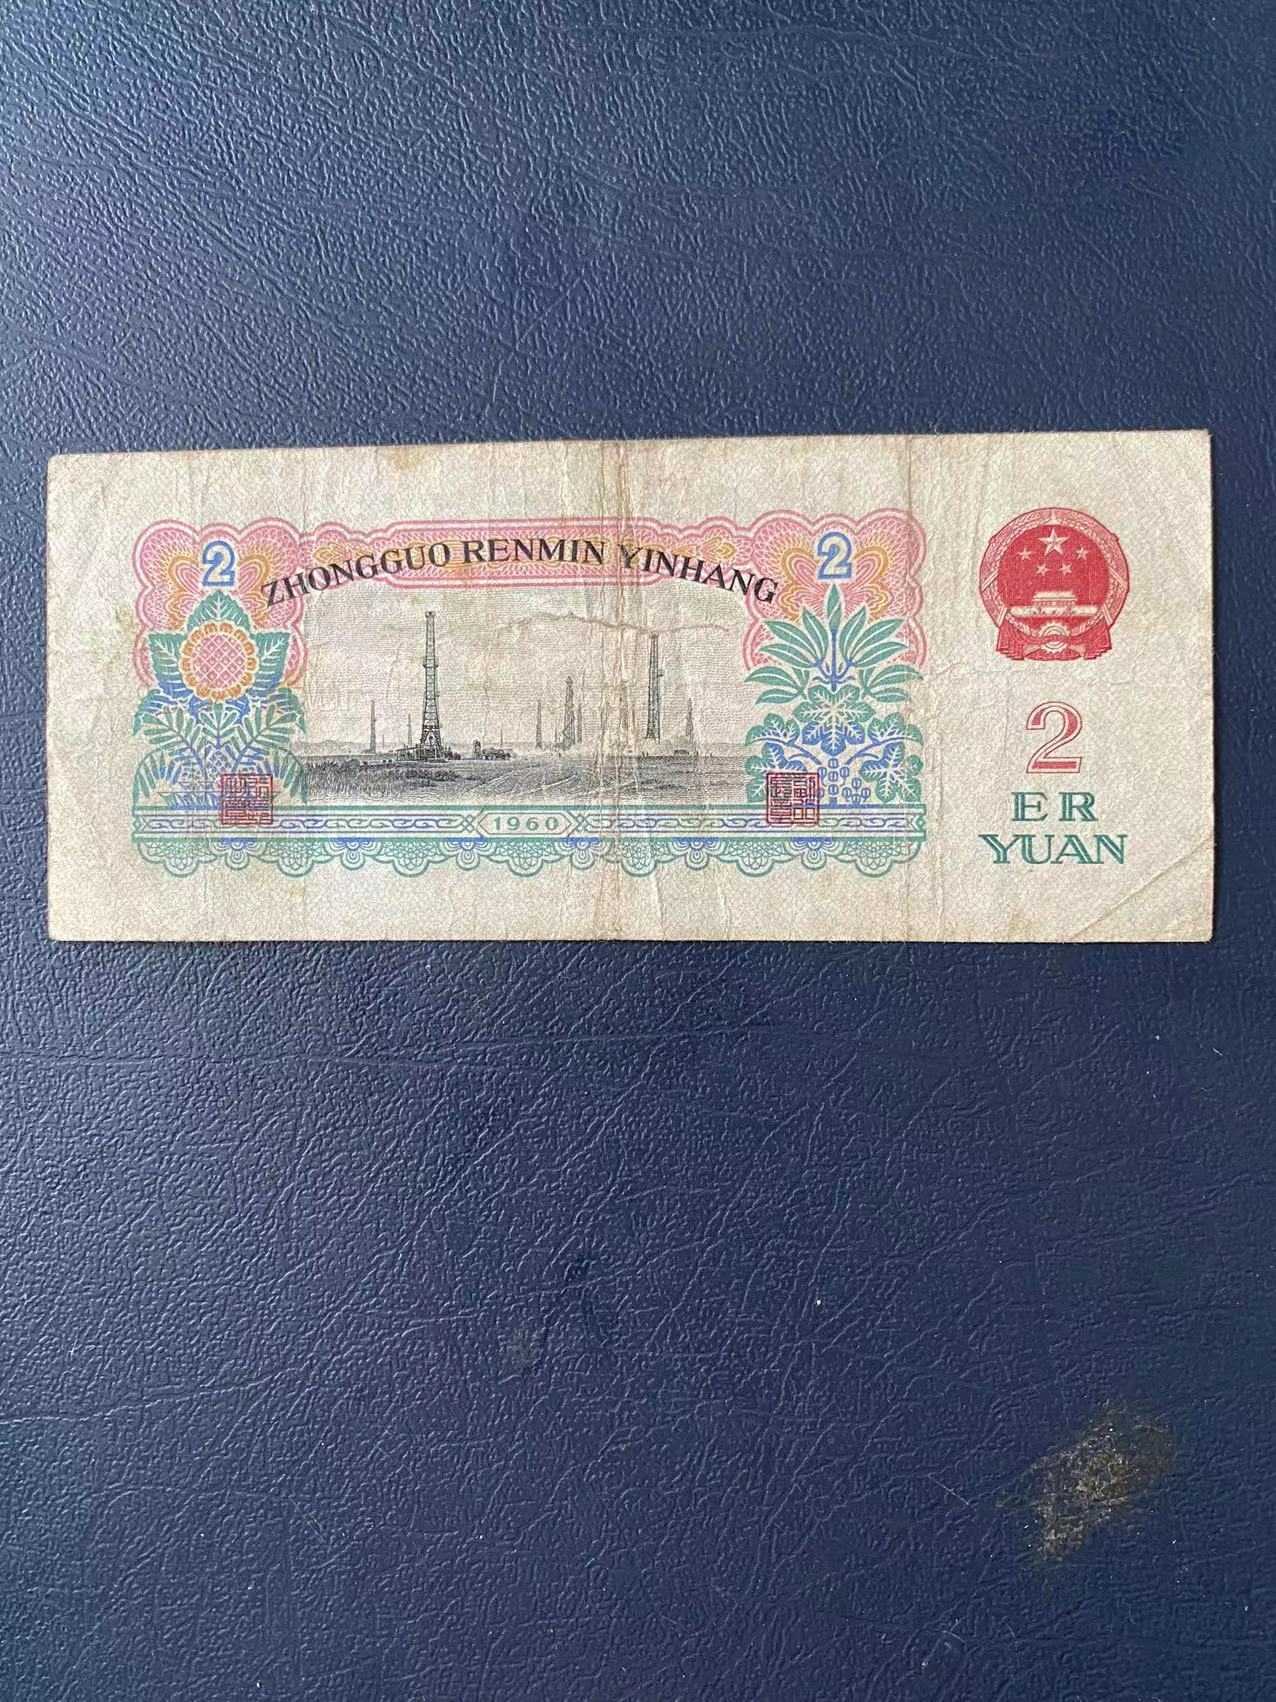 2
ZHONGGUO RENMIN YINHANG
2
1960
2
ER
YUAN